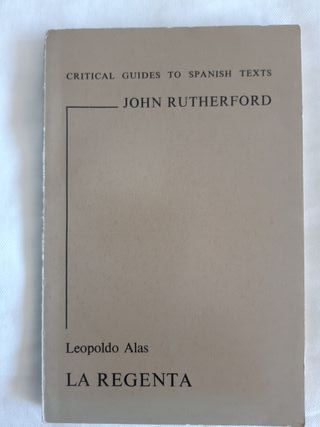 CRITICAL GUIDES TO SPANISH TEXTS
JOHN RUTHERFORD
Leopoldo Alas
LA REGENTA